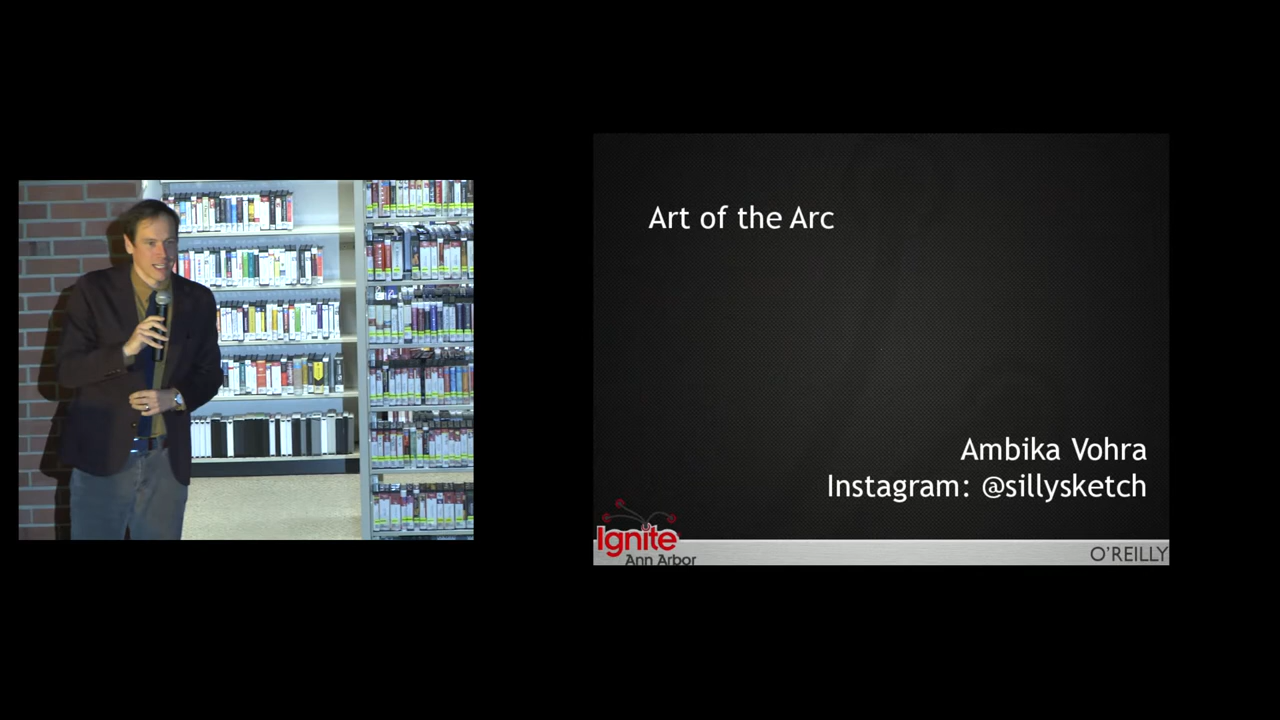 Art of the Arc
Ambika Vohra
Instagram: @sillysketch
Ignite
Ann Arbor
O'REILLY